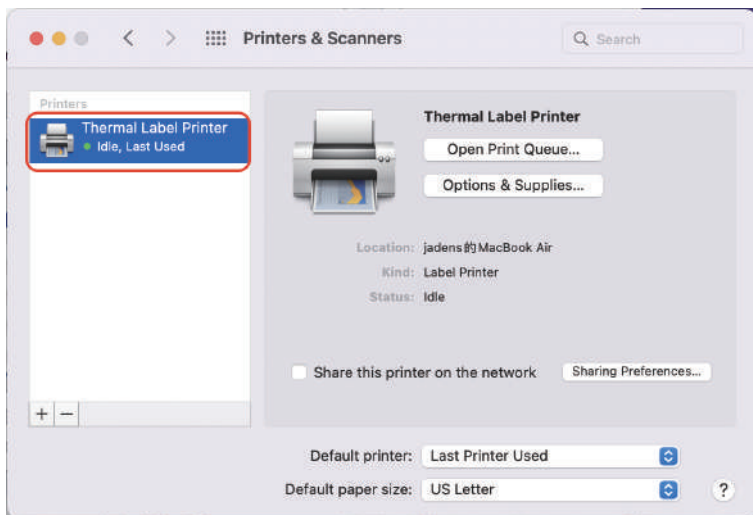 Printers & Scanners
Search
Printers
Thermal Label Printer
Idle, Last Used
Thermal Label Printer
Open Print Queue...
Options & Supplies...
Location: jadens的MacBook Air
Kind: Label Printer
Status: Idle
Share this printer on the network
Sharing Preferences...
+ −
Default printer: Last Printer Used
Default paper size: US Letter
?